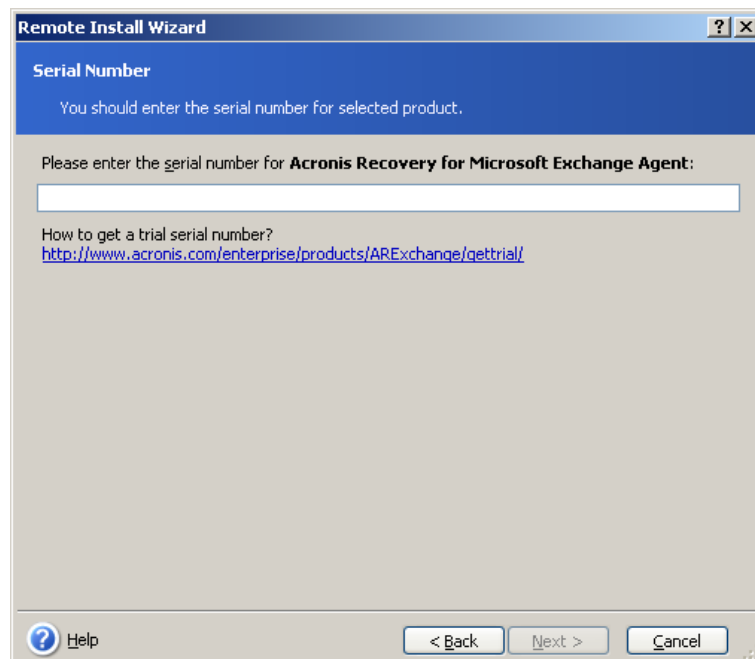 Remote Install Wizard
Serial Number
You should enter the serial number for selected product.
Please enter the serial number for Acronis Recovery for Microsoft Exchange Agent:
How to get a trial serial number?
http://www.acronis.com/enterprise/products/ARExchange/gettrial/
Help
< Back
Next >
Cancel